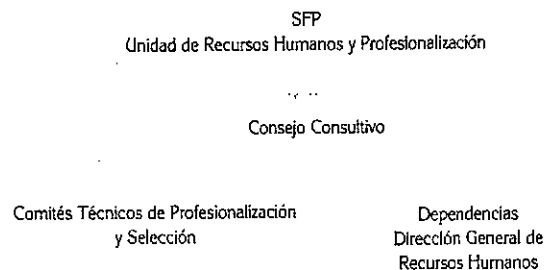 SFP
Unidad de Recursos Humanos y Profesionalización
Consejo Consultivo
Comités Técnicos de Profesionalización
y Selección
Dependencias
Dirección General de
Recursos Humanos